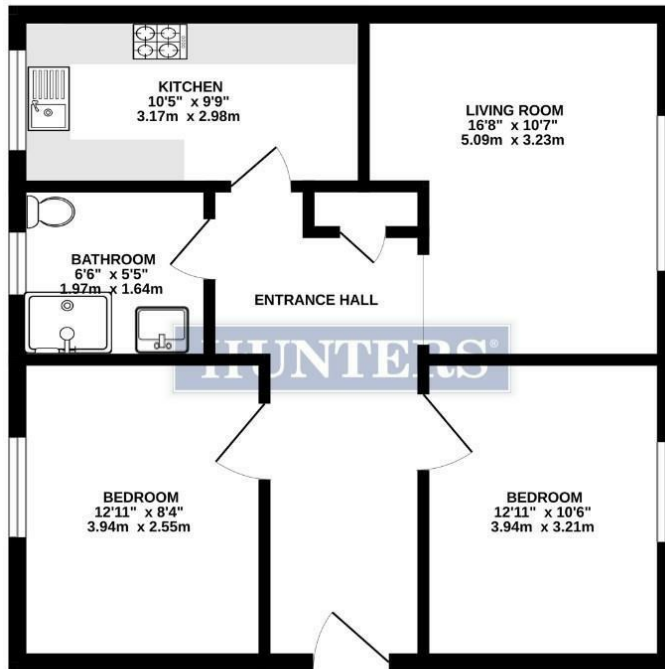 KITCHEN
10'5" x 9'9"
3.17m x 2.98m
LIVING ROOM
16'8" x 10'7"
5.09m x 3.23m
BATHROOM
6'6" x 5'5"
1.97m x 1.64m
ENTRANCE HALL
HUNTERS®
BEDROOM
12'11" x 8'4"
3.94m x 2.55m
BEDROOM
12'11" x 10'6"
3.94m x 3.21m